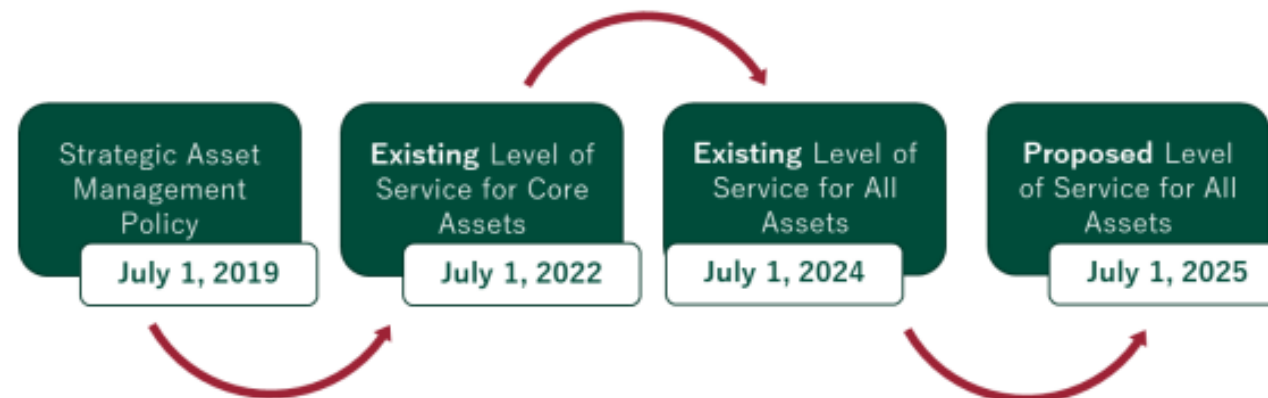 Strategic Asset
Management
Policy
July 1, 2019
Existing Level of
Service for Core
Assets
July 1, 2022
Existing Level of
Service for All
Assets
July 1, 2024
Proposed Level
of Service for All
Assets
July 1, 2025